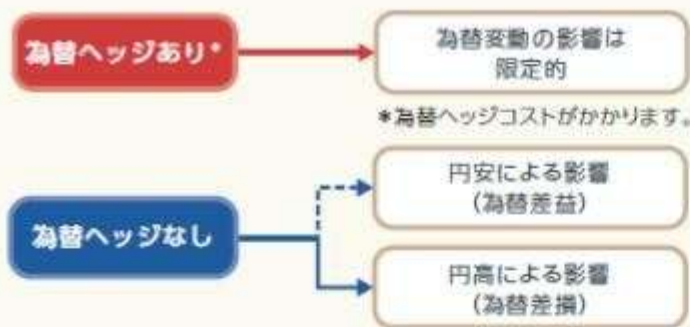 為替ヘッジあり*
為替変動の影響は
限定的
*為替ヘッジコストがかかります。
円安による影響
(為替差益)
為替ヘッジなし
円高による影響
(為替差損)